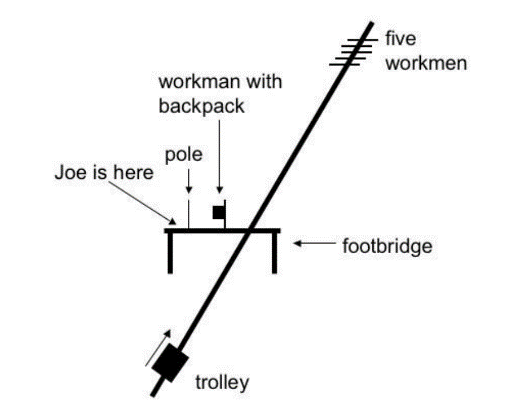 five
workmen
workman with
backpack
pole
Joe is here
footbridge
trolley